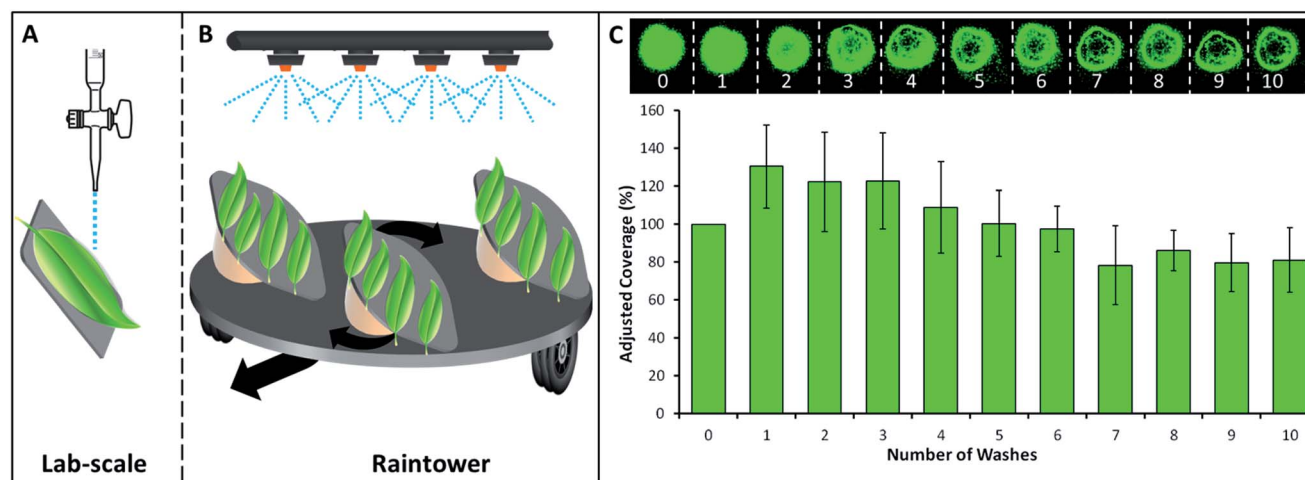 A
B
C
0 1 2 3 4 5 6 7 8 9 10
160
140
120
100
80
60
40
20
0
Adjusted Coverage (%)
0 1 2 3 4 5 6 7 8 9 10
Number of Washes
Lab-scale
Raintower